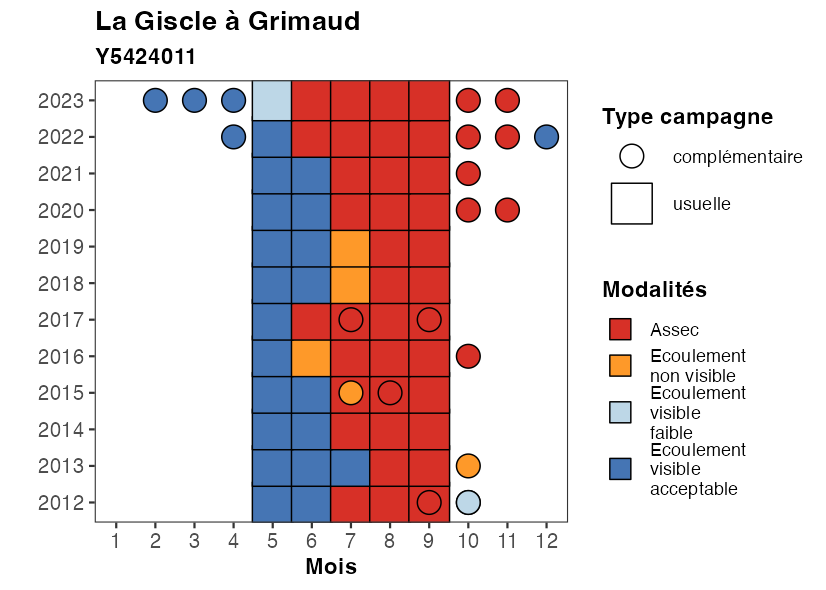 La Giscle à Grimaud
Y5424011
2023
2022
2021
2020
2019
2018
2017
2016
2015
2014
2013
2012
1 2 3 4 5 6 7 8 9 10 11 12
Mois
Type campagne
complémentaire
usuelle
Modalités
Assec
Ecoulement
non visible
Ecoulement
visible
faible
Ecoulement
visible
acceptable